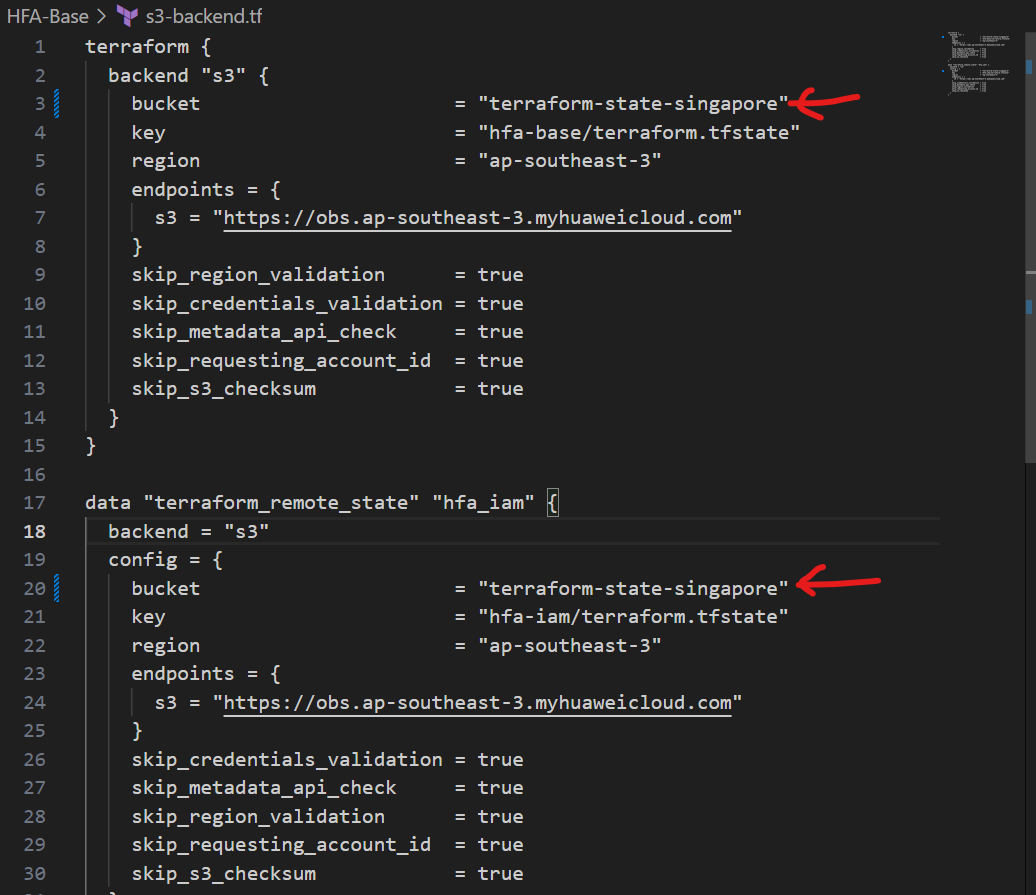 HFA-Base > s3-backend.tf
1 terraform {
2 backend "s3" {
3 bucket = "terraform-state-singapore"
4 key = "hfa-base/terraform.tfstate"
5 region = "ap-southeast-3"
6 endpoints = {
7 s3 = "https://obs.ap-southeast-3.myhuaweicloud.com"
8 }
9 skip_region_validation = true
10 skip_credentials_validation = true
11 skip_metadata_api_check = true
12 skip_requesting_account_id = true
13 skip_s3_checksum = true
14 }
15 }
16
17 data "terraform_remote_state" "hfa_iam" {
18 backend = "s3"
19 config = {
20 bucket = "terraform-state-singapore"
21 key = "hfa-iam/terraform.tfstate"
22 region = "ap-southeast-3"
23 endpoints = {
24 s3 = "https://obs.ap-southeast-3.myhuaweicloud.com"
25 }
26 skip_credentials_validation = true
27 skip_metadata_api_check = true
28 skip_region_validation = true
29 skip_requesting_account_id = true
30 skip_s3_checksum = true